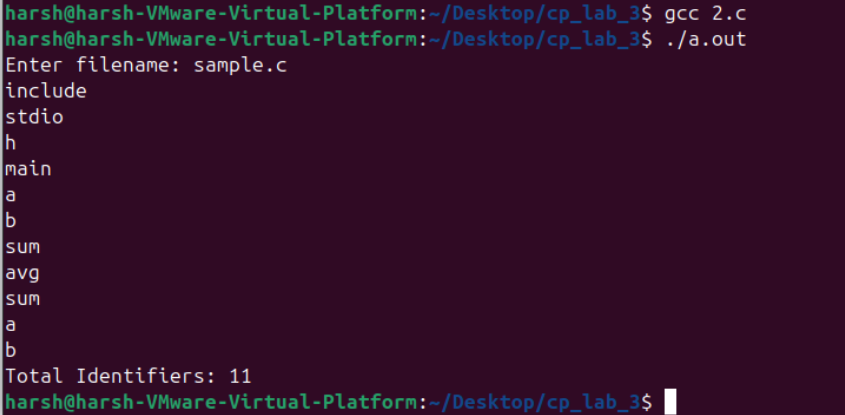 harsh@harsh-VMware-Virtual-Platform:~/Desktop/cp_lab_3$ gcc 2.c
harsh@harsh-VMware-Virtual-Platform:~/Desktop/cp_lab_3$ ./a.out
Enter filename: sample.c
include
stdio
h
main
a
b
sum
avg
sum
a
b
Total Identifiers: 11
harsh@harsh-VMware-Virtual-Platform:~/Desktop/cp_lab_3$